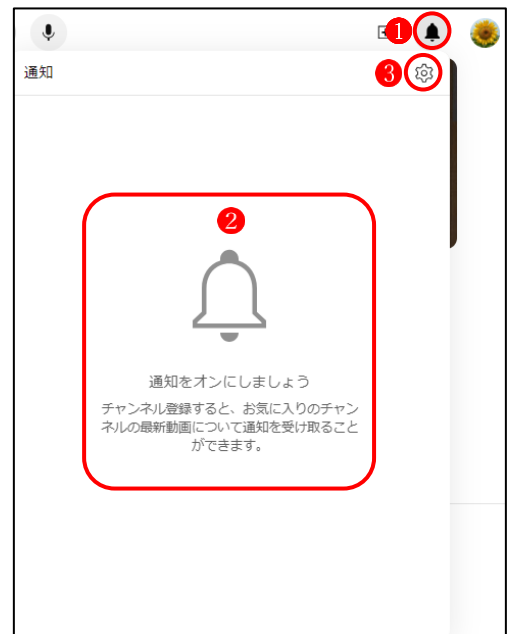 1
通知
3
2
通知をオンにしましょう
チャンネル登録すると、お気に入りのチャン
ネルの最新動画について通知を受け取ること
ができます。